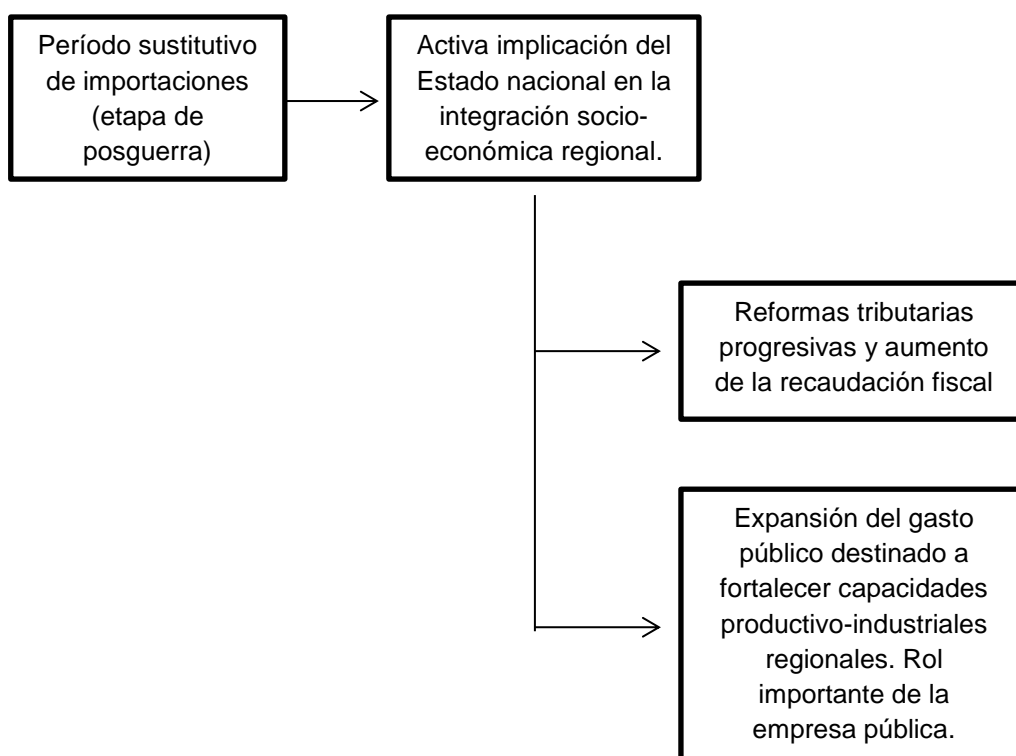 Período sustitutivo
de importaciones
(etapa de
posguerra)
Activa implicación del
Estado nacional en la
integración socio-
económica regional.
Reformas tributarias
progresivas y aumento
de la recaudación fiscal
Expansión del gasto
público destinado a
fortalecer capacidades
productivo-industriales
regionales. Rol
importante de la
empresa pública.